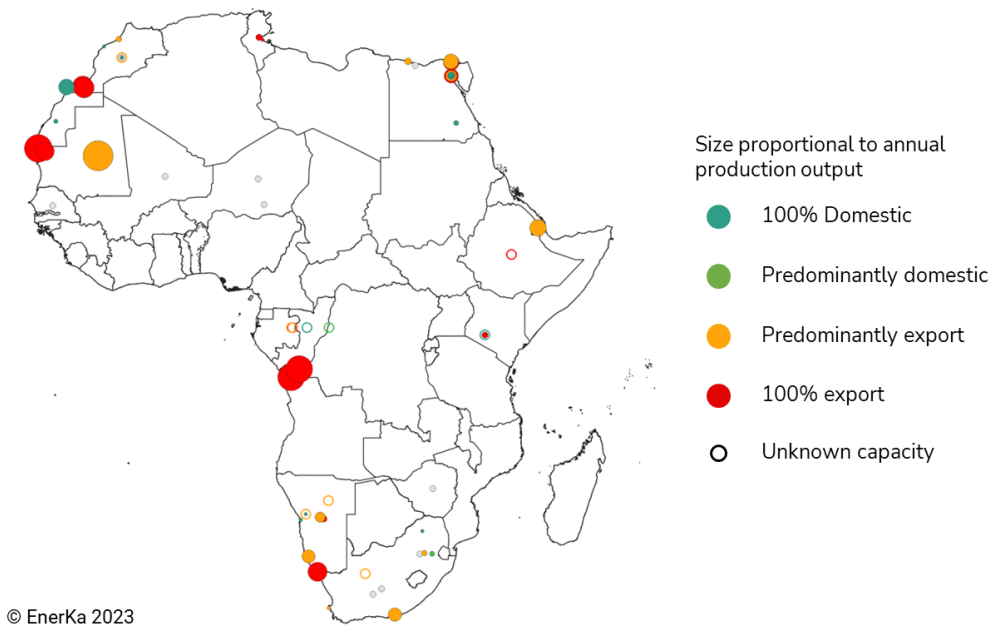 Size proportional to annual
production output
100% Domestic
Predominantly domestic
Predominantly export
100% export
Unknown capacity
© EnerKa 2023